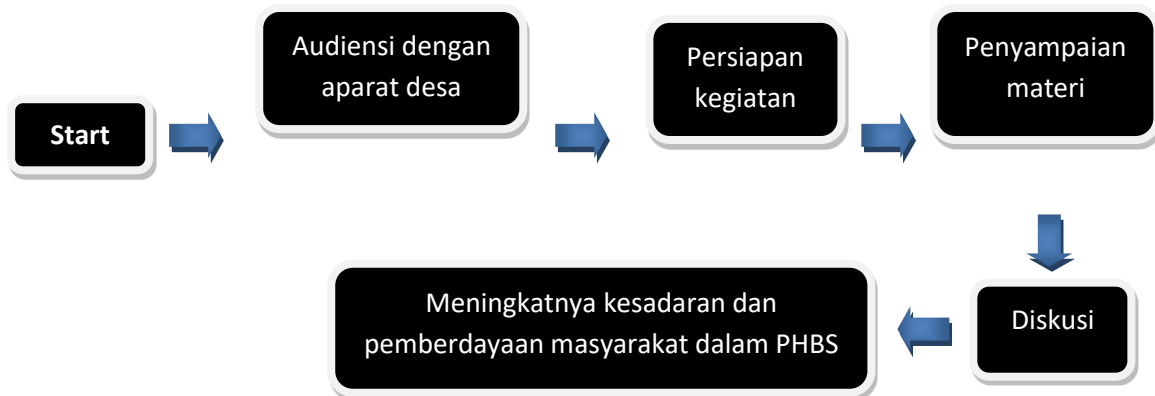 Start
Audiensi dengan
aparat desa
Persiapan
kegiatan
Penyampaian
materi
Diskusi
Meningkatnya kesadaran dan
pemberdayaan masyarakat dalam PHBS